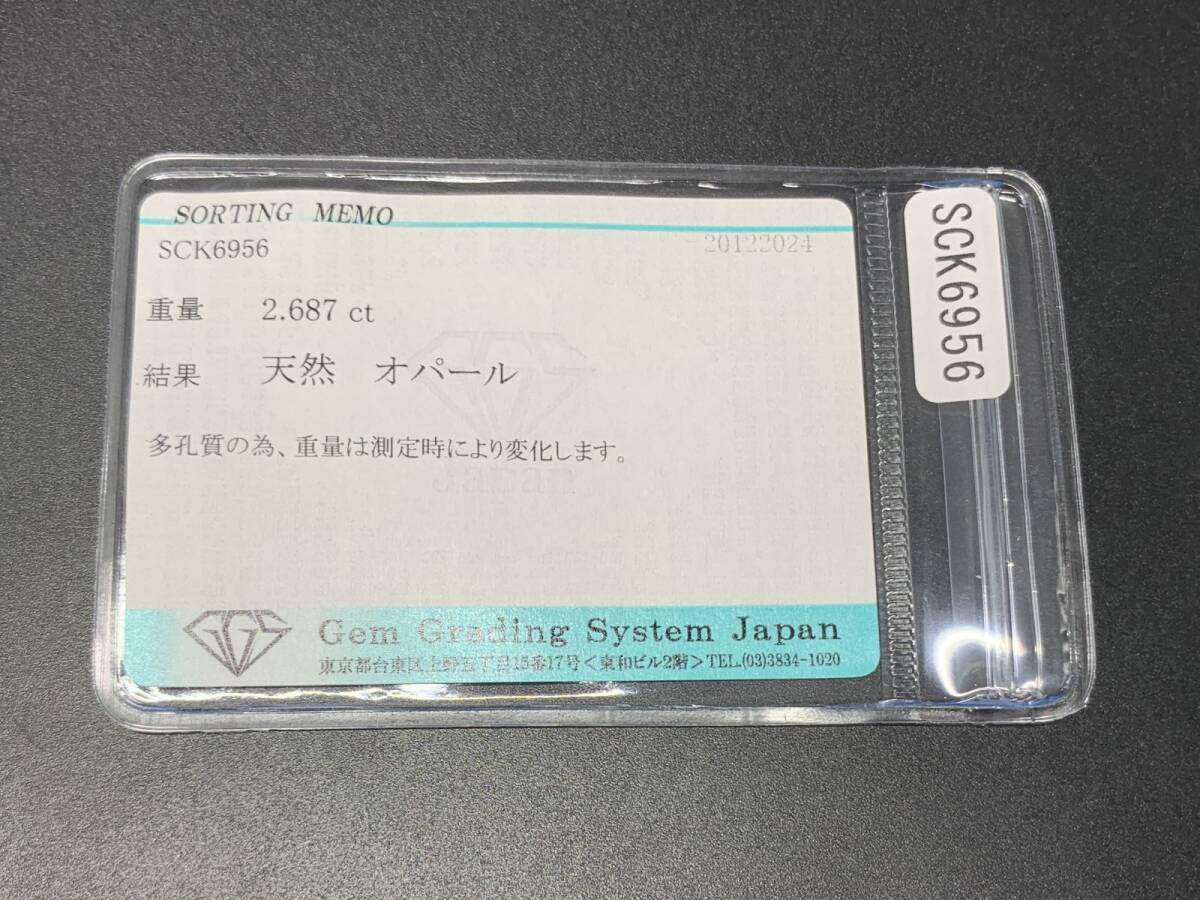 SORTING MEMO
SCK6956
20122024
重量 2.687 ct
結果 天然 オパール
多孔質の為、重量は測定時により変化します。
Japan
GGS Gem Grading System Japan
東京都台東区上野五丁目15番17号<東和ビル2階>TEL.(03)3834-1020
SCK6956